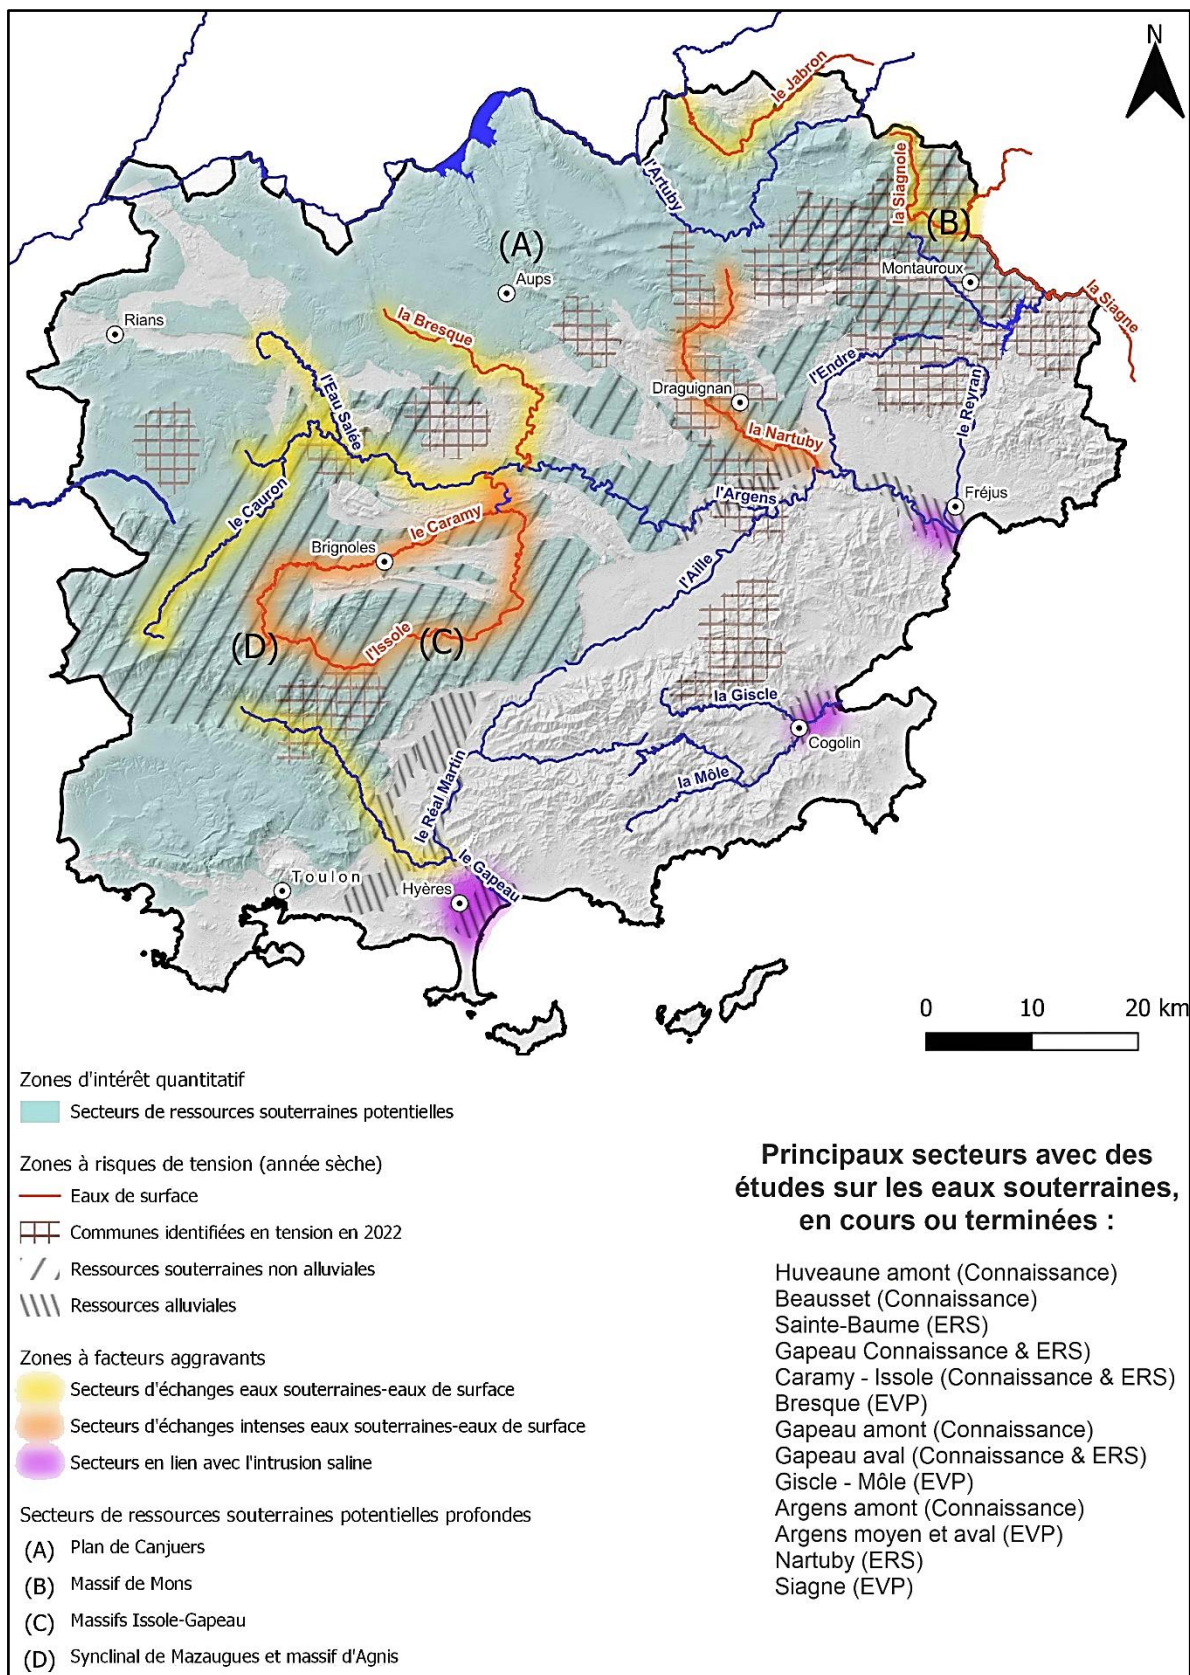 N
le Jabron
l'Artuby
la Siagnole
(B)
(A)
Aups
Montauroux
la Siagne
Rians
la Bresque
l'Endre
l'Eau Salée
Draguignan
le Reyran
la Nartuby
le Cauron
l'Argens
Fréjus
le Caramy
Brignoles
l'Aille
(D)
l'Issole
(C)
la Giscle
Cogolin
la Môle
le Réal Martin
le Gapeau
Toulon
Hyères
0 10 20 km
Zones d'intérêt quantitatif
Secteurs de ressources souterraines potentielles
Zones à risques de tension (année sèche)
Eaux de surface
Communes identifiées en tension en 2022
Ressources souterraines non alluviales
Ressources alluviales
Zones à facteurs aggravants
Secteurs d'échanges eaux souterraines-eaux de surface
Secteurs d'échanges intenses eaux souterraines-eaux de surface
Secteurs en lien avec l'intrusion saline
Secteurs de ressources souterraines potentielles profondes
(A) Plan de Canjuers
(B) Massif de Mons
(C) Massifs Issole-Gapeau
(D) Synclinal de Mazaugues et massif d'Agnis
Principaux secteurs avec des
études sur les eaux souterraines,
en cours ou terminées :
Huveaune amont (Connaissance)
Beausset (Connaissance)
Sainte-Baume (ERS)
Gapeau Connaissance & ERS)
Caramy - Issole (Connaissance & ERS)
Bresque (EVP)
Gapeau amont (Connaissance)
Gapeau aval (Connaissance & ERS)
Giscle - Môle (EVP)
Argens amont (Connaissance)
Argens moyen et aval (EVP)
Nartuby (ERS)
Siagne (EVP)